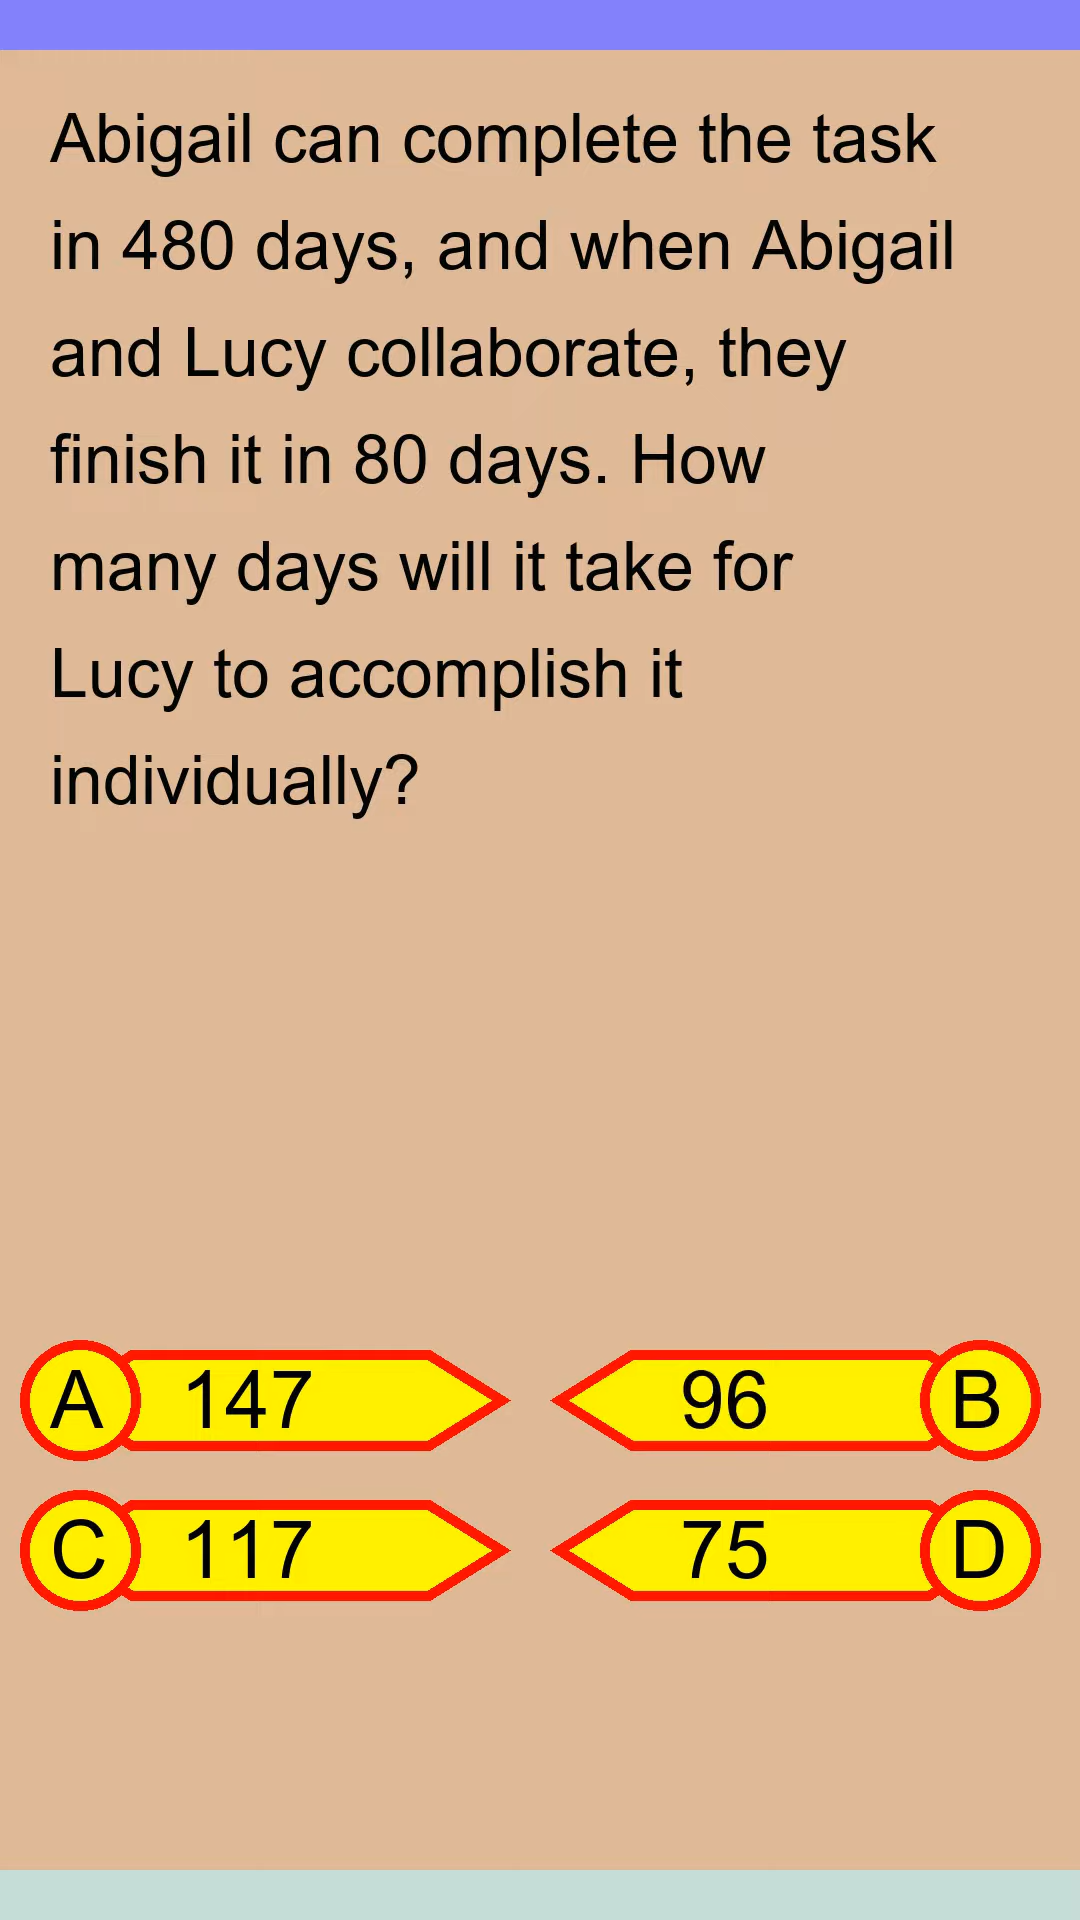 Abigail can complete the task
in 480 days, and when Abigail
and Lucy collaborate, they
finish it in 80 days. How
many days will it take for
Lucy to accomplish it
individually?
A 147
96 B
C 117
75 D